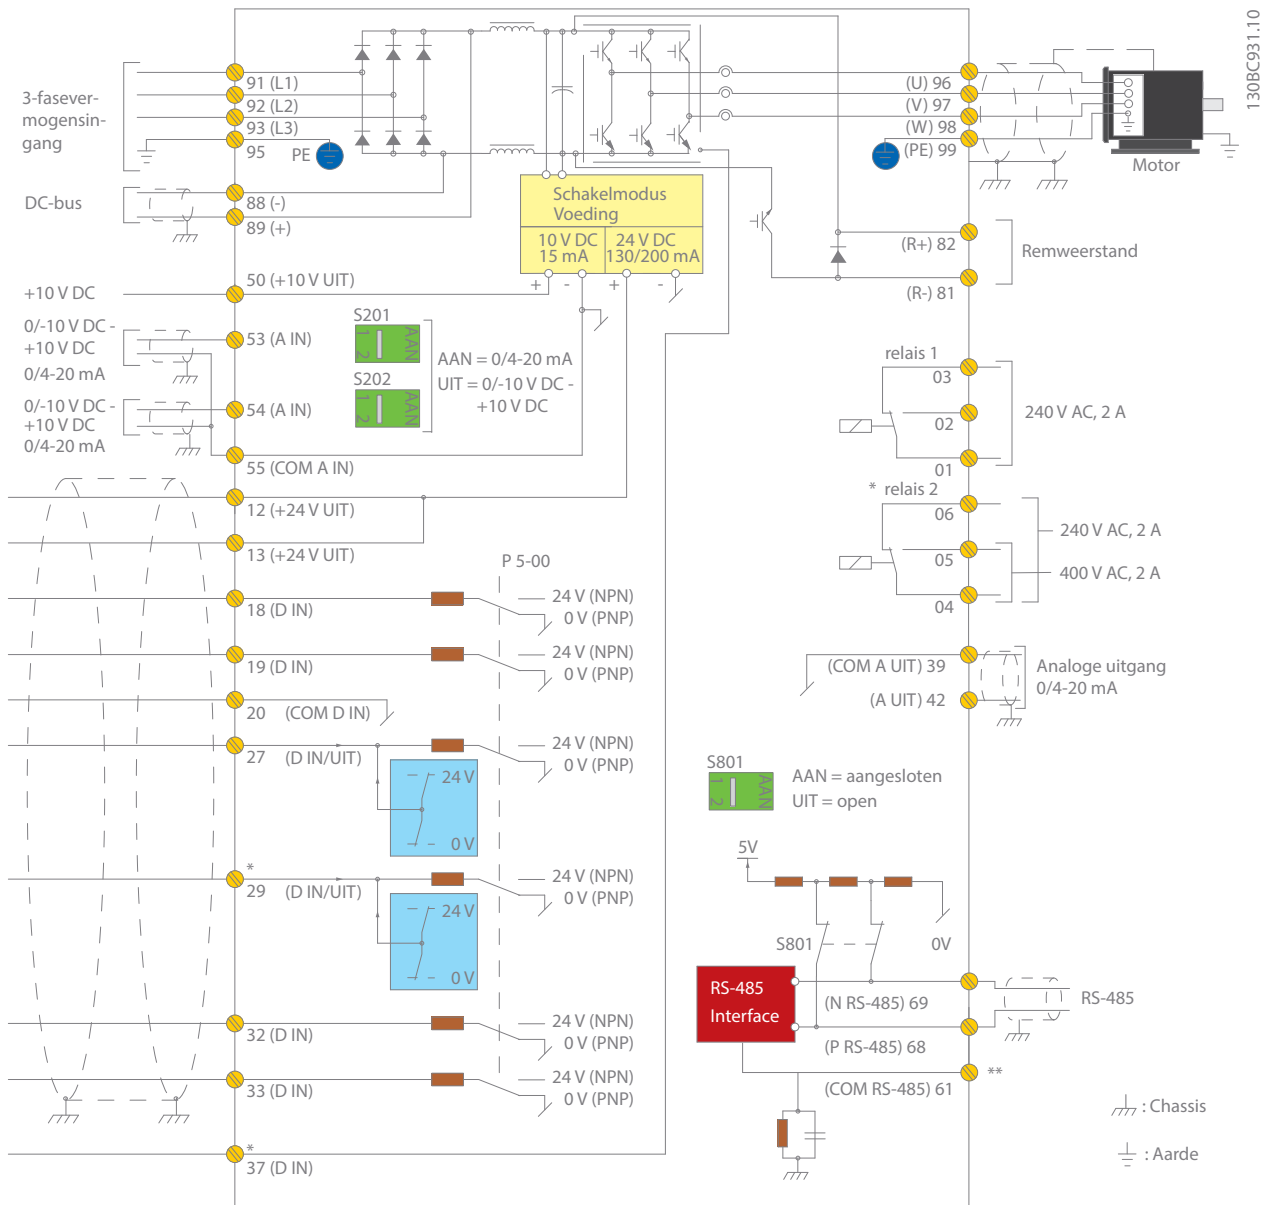 130BC931.10
3-fasever-
mogensin-
gang
91 (L1)
92 (L2)
93 (L3)
95
PE
DC-bus
88 (-)
89 (+)
Schakelmodus
Voeding
10 V DC
15 mA
24 V DC
130/200 mA
+ - + -
(U) 96
(V) 97
(W) 98
(PE) 99
Motor
(R+) 82
(R-) 81
Remweerstand
+10 V DC
50 (+10 V UIT)
0/-10 V DC -
+10 V DC
0/4-20 mA
53 (A IN)
0/-10 V DC -
+10 V DC
0/4-20 mA
54 (A IN)
55 (COM A IN)
S201
1 2 AAN
S202
1 2 AAN
AAN = 0/4-20 mA
UIT = 0/-10 V DC -
+10 V DC
relais 1
03
02
01
240 V AC, 2 A
* relais 2
06
05
04
240 V AC, 2 A
400 V AC, 2 A
12 (+24 V UIT)
13 (+24 V UIT)
P 5-00
18 (D IN)
24 V (NPN)
0 V (PNP)
19 (D IN)
24 V (NPN)
0 V (PNP)
20 (COM D IN)
27 (D IN/UIT)
24 V (NPN)
0 V (PNP)
24 V
0 V
*
29 (D IN/UIT)
24 V (NPN)
0 V (PNP)
24 V
0 V
32 (D IN)
24 V (NPN)
0 V (PNP)
33 (D IN)
24 V (NPN)
0 V (PNP)
*
37 (D IN)
(COM A UIT) 39
(A UIT) 42
Analoge uitgang
0/4-20 mA
S801
1 2 AAN
AAN = aangesloten
UIT = open
5V
S801
0V
RS-485
Interface
(N RS-485) 69
(P RS-485) 68
(COM RS-485) 61
RS-485
**
: Chassis
: Aarde